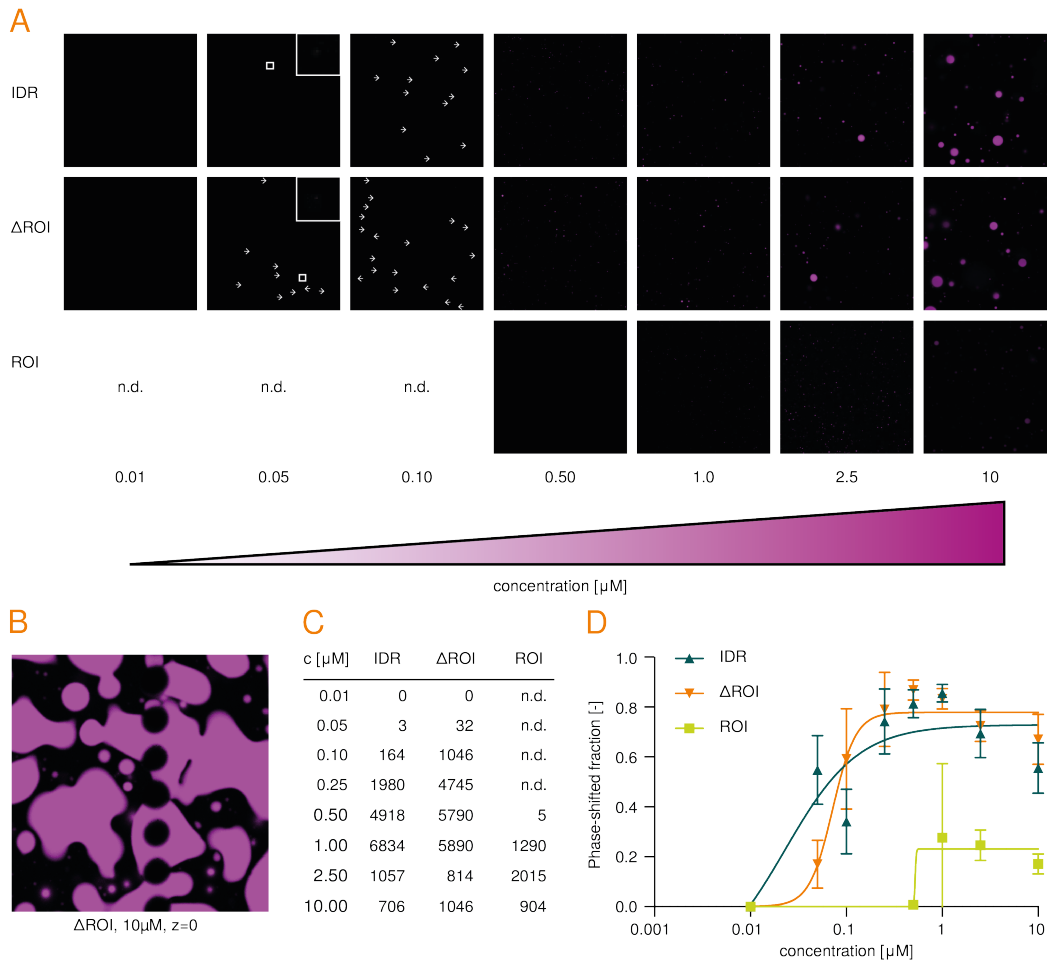 A
IDR
ΔROI
ROI
n.d. n.d. n.d.
0.01 0.05 0.10 0.50 1.0 2.5 10
concentration [µM]
B
ΔROI, 10µM, z=0
C
c [µM] IDR ΔROI ROI
0.01 0 0 n.d.
0.05 3 32 n.d.
0.10 164 1046 n.d.
0.25 1980 4745 n.d.
0.50 4918 5790 5
1.00 6834 5890 1290
2.50 1057 814 2015
10.00 706 1046 904
D
IDR
ΔROI
ROI
Phase-shifted fraction [-]
1.0
0.8
0.6
0.4
0.2
0.0
0.001 0.01 0.1 1 10
concentration [µM]